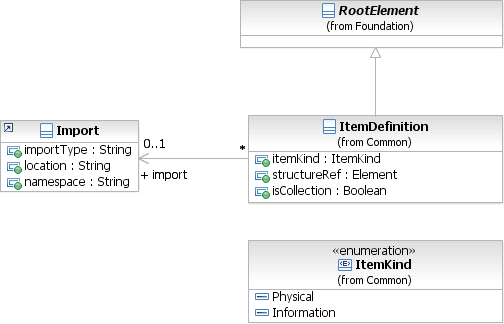 RootElement
(from Foundation)
Import
importType : String
location : String
namespace : String
0..1
+ import
*
ItemDefinition
(from Common)
itemKind : ItemKind
structureRef : Element
isCollection : Boolean
«enumeration»
ItemKind
(from Common)
Physical
Information